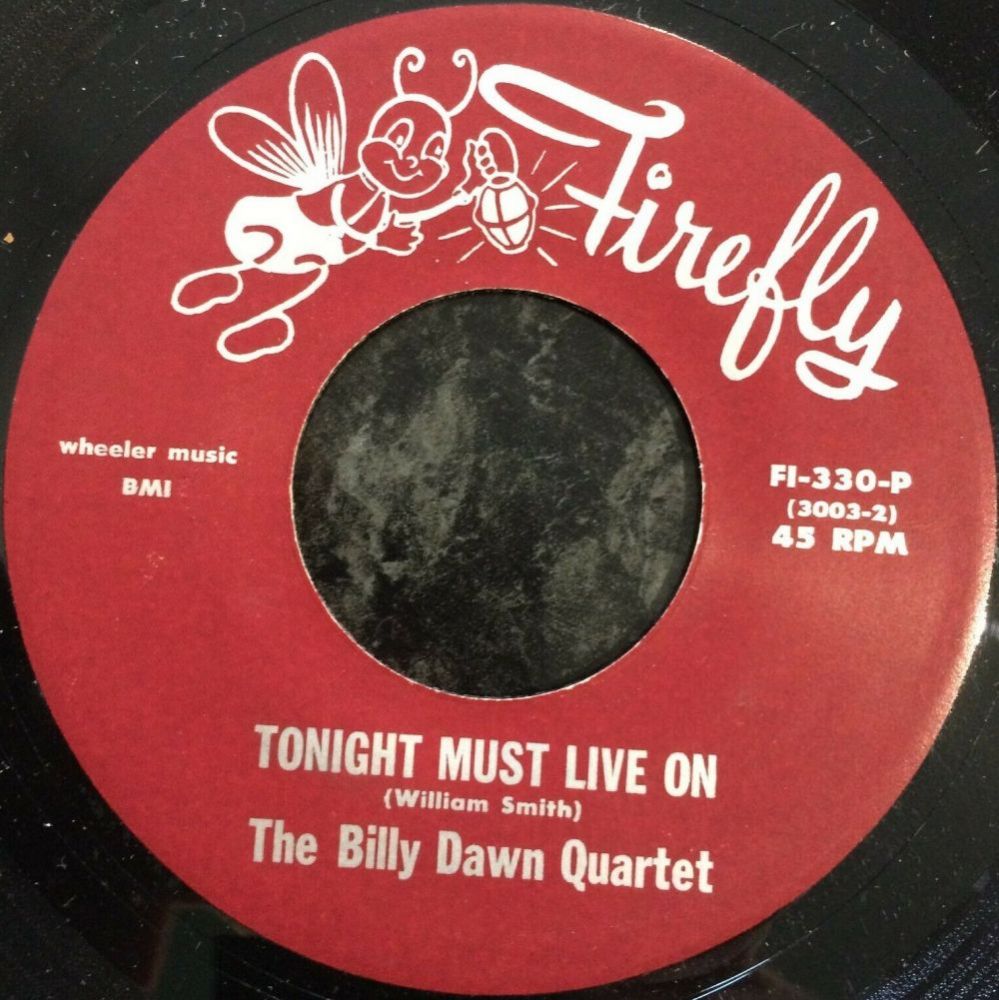 Firefly
wheeler music
BMI
FI-330-P
(3003-2)
45 RPM
TONIGHT MUST LIVE ON
(William Smith)
The Billy Dawn Quartet